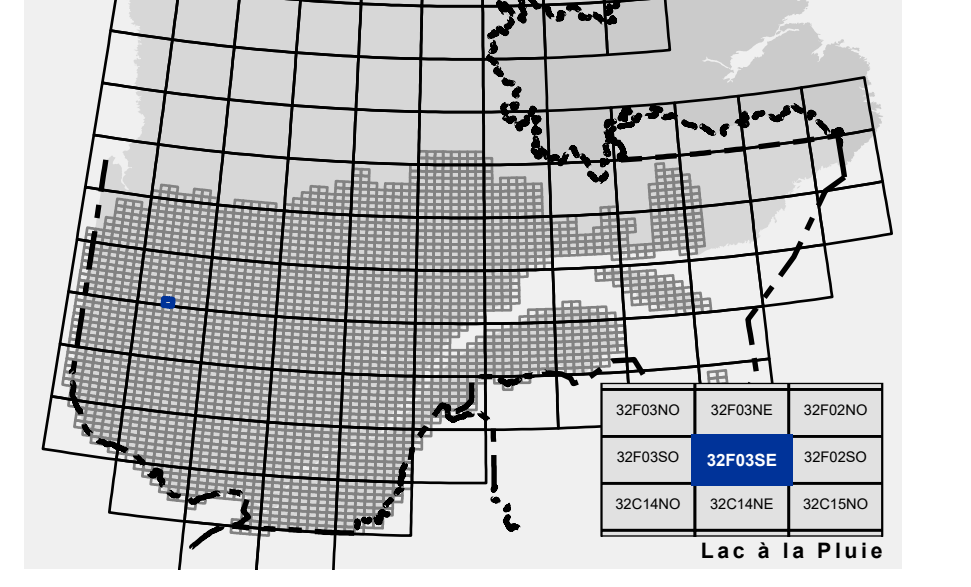 32F03NO 32F03NE 32F02NO
32F03SO 32F03SE 32F02SO
32C14NO 32C14NE 32C15NO
Lac à la Pluie